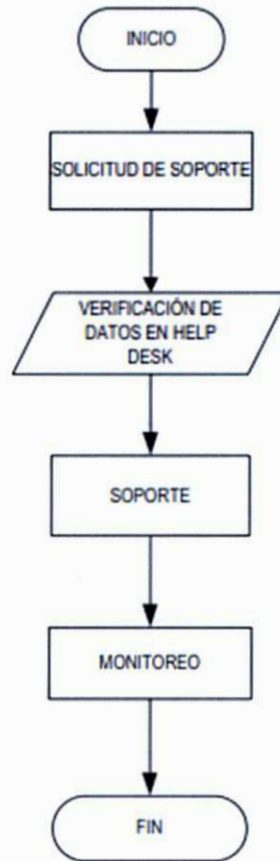 INICIO
SOLICITUD DE SOPORTE
VERIFICACIÓN DE
DATOS EN HELP
DESK
SOPORTE
MONITOREO
FIN